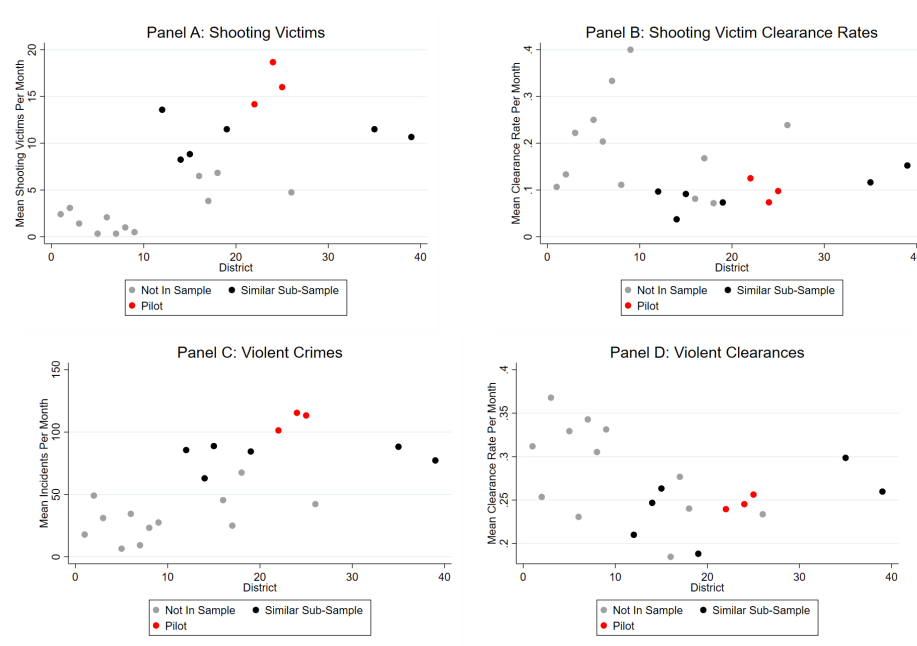 Panel A: Shooting Victims
Mean Shooting Victims Per Month
20
15
10
5
0
0 10 20 30 40
District
Not In Sample Similar Sub-Sample
Pilot
Panel B: Shooting Victim Clearance Rates
Mean Clearance Rate Per Month
.4
.3
.2
.1
0
0 10 20 30 40
District
Not In Sample Similar Sub-Sample
Pilot
Panel C: Violent Crimes
Mean Incidents Per Month
150
100
50
0
0 10 20 30 40
District
Not In Sample Similar Sub-Sample
Pilot
Panel D: Violent Clearances
Mean Clearance Rate Per Month
.4
.35
.3
.25
.2
0 10 20 30 40
District
Not In Sample Similar Sub-Sample
Pilot